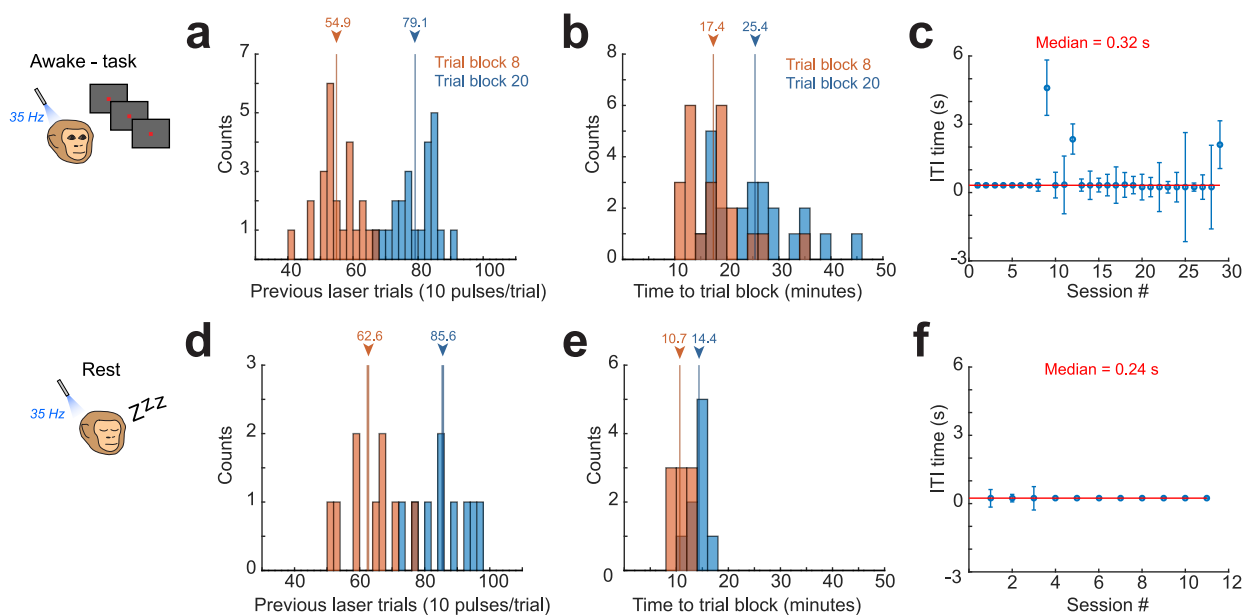 Awake - task
35 Hz
a
54.9
79.1
Trial block 8
Trial block 20
7
5
3
1
Counts
40
60
80
100
Previous laser trials (10 pulses/trial)
b
17.4
25.4
Trial block 8
Trial block 20
8
6
4
2
0
Counts
10
20
30
40
50
Time to trial block (minutes)
c
Median = 0.32 s
6
3
0
-3
ITI time (s)
0
5
10
15
20
25
30
Session #
Rest
35 Hz
zzz
d
62.6
85.6
3
2
1
0
Counts
40
60
80
100
Previous laser trials (10 pulses/trial)
e
10.7
14.4
6
4
2
0
Counts
10
20
30
40
50
Time to trial block (minutes)
f
Median = 0.24 s
6
3
0
-3
ITI time (s)
2
4
6
8
10
12
Session #